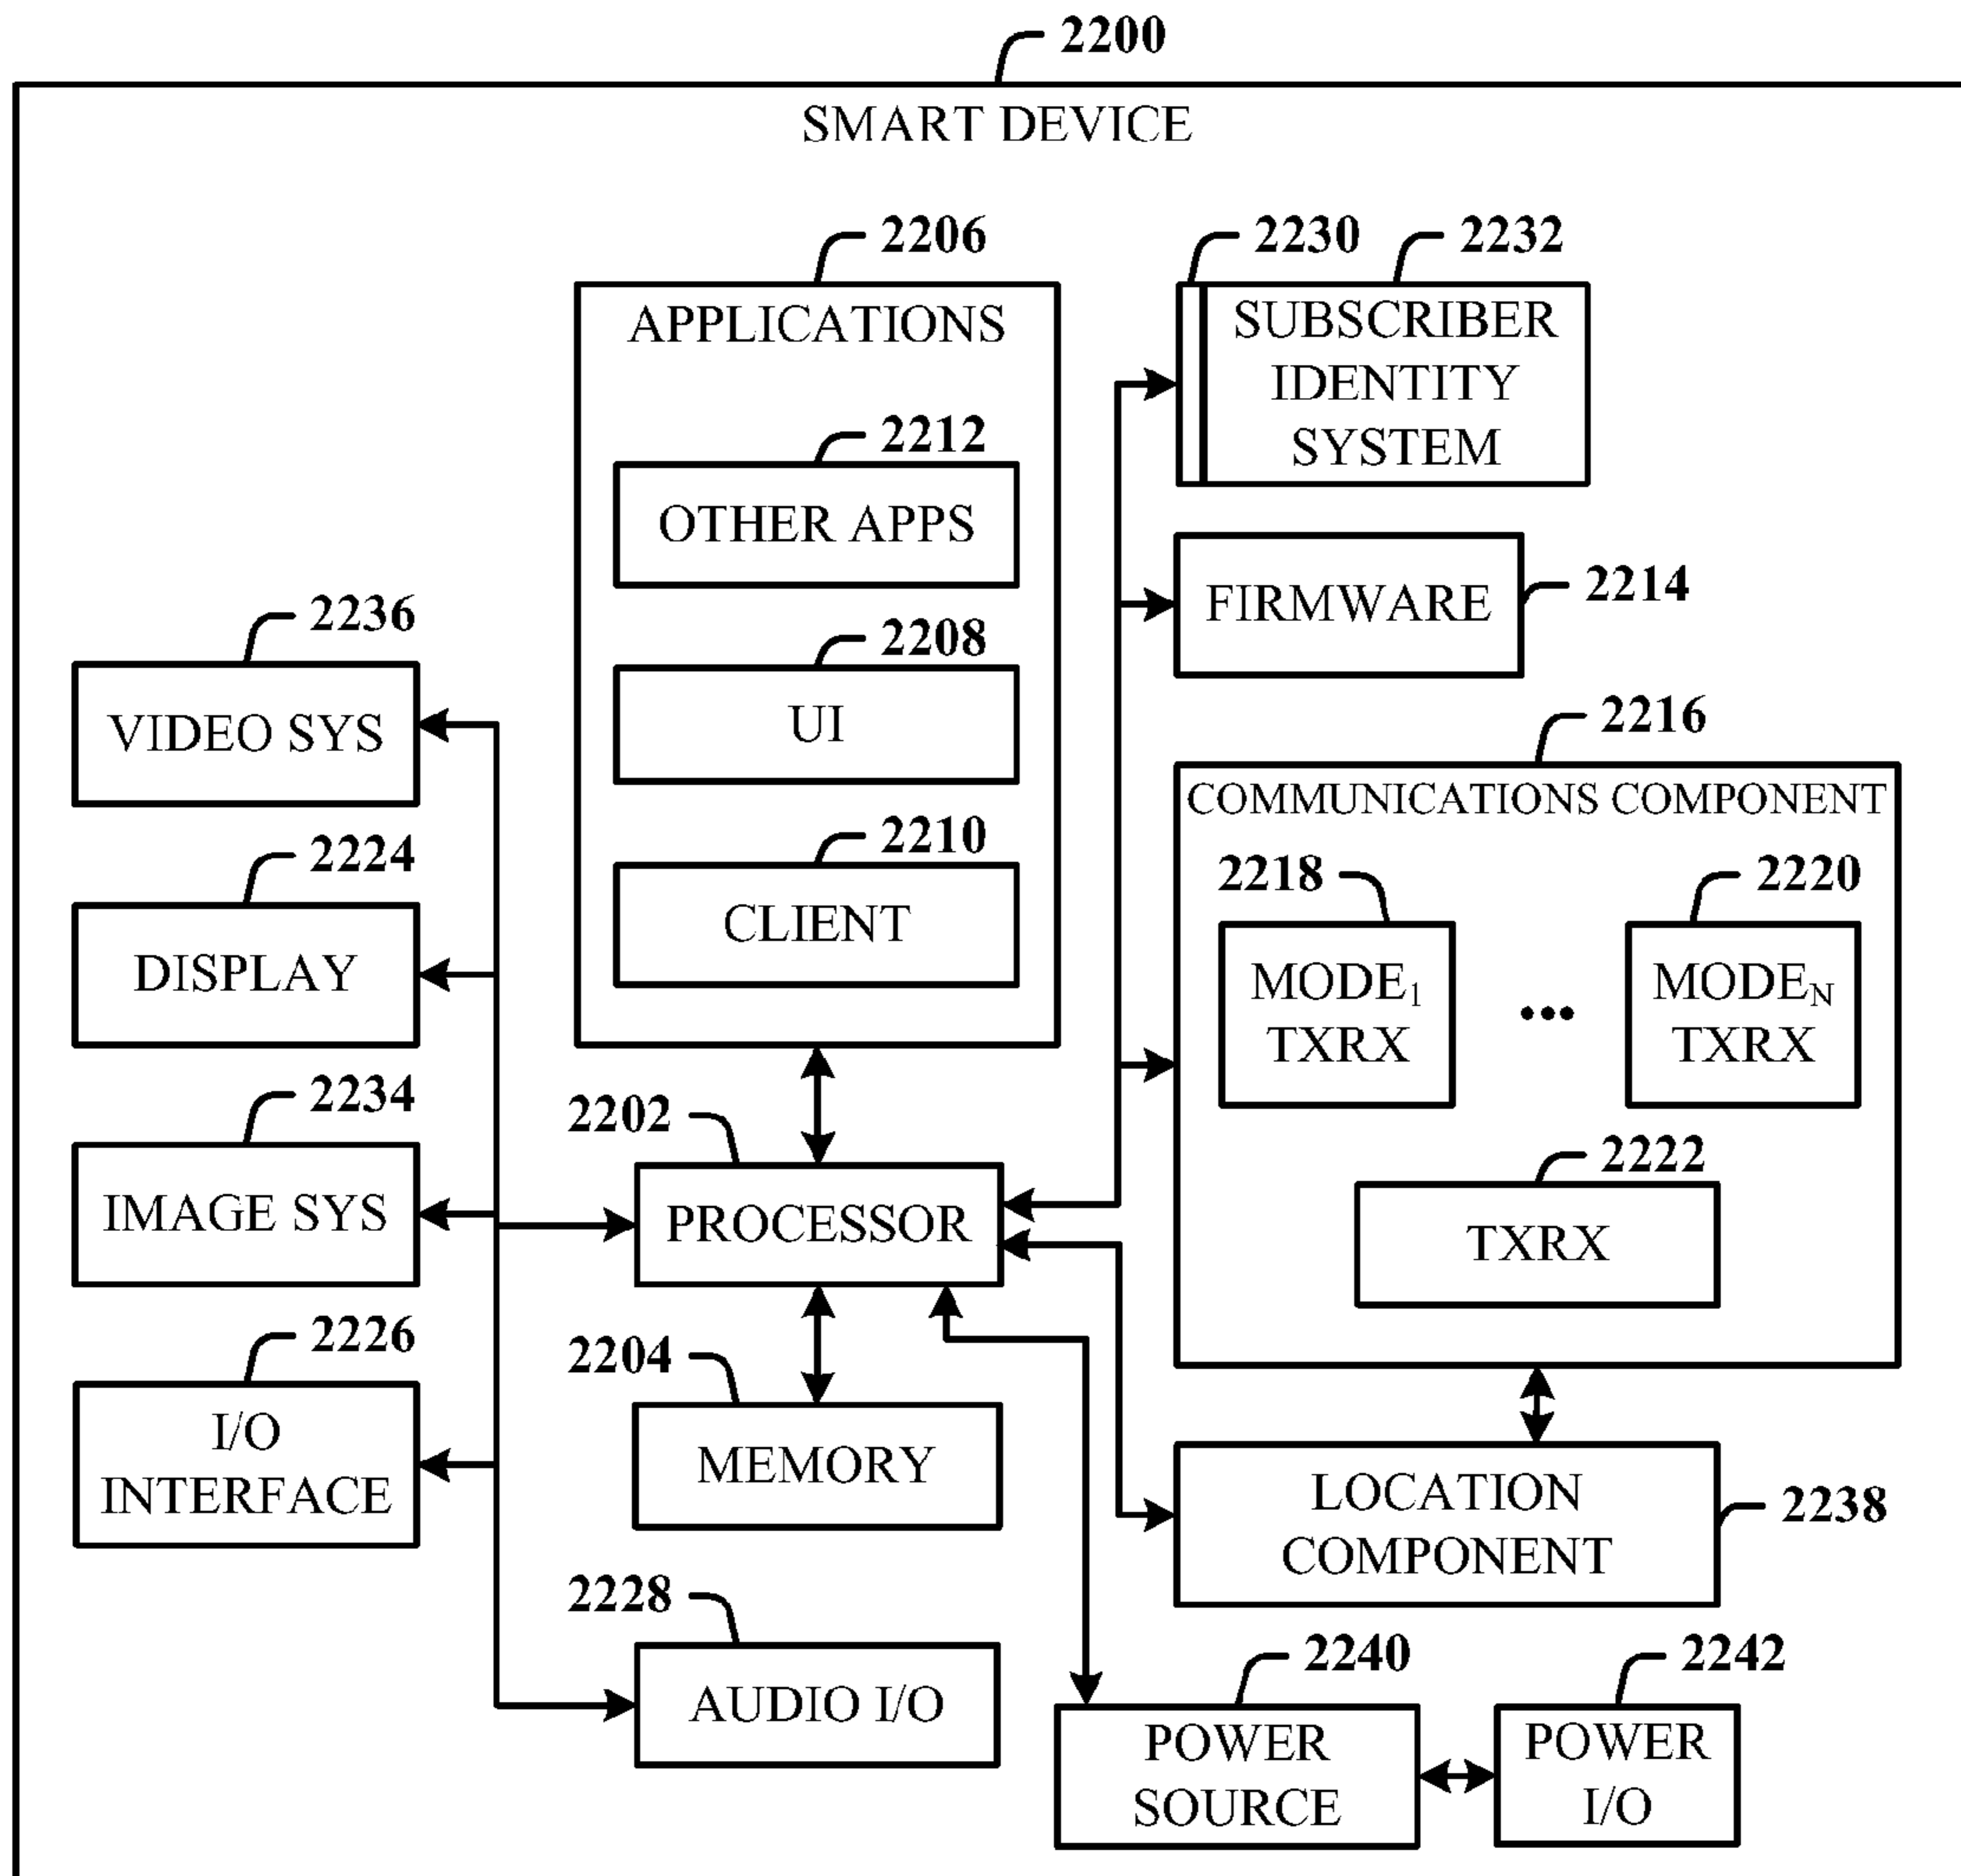 2200
SMART DEVICE
2206
APPLICATIONS
2212
OTHER APPS
2208
UI
2210
CLIENT
2230
2232
SUBSCRIBER
IDENTITY
SYSTEM
2214
FIRMWARE
2236
VIDEO SYS
2224
DISPLAY
2234
IMAGE SYS
2226
I/O
INTERFACE
2216
COMMUNICATIONS COMPONENT
2218
MODE₁
TXRX
...
2220
MODE_N
TXRX
2222
TXRX
2202
PROCESSOR
2204
MEMORY
2238
LOCATION
COMPONENT
2228
AUDIO I/O
2240
POWER
SOURCE
2242
POWER
I/O